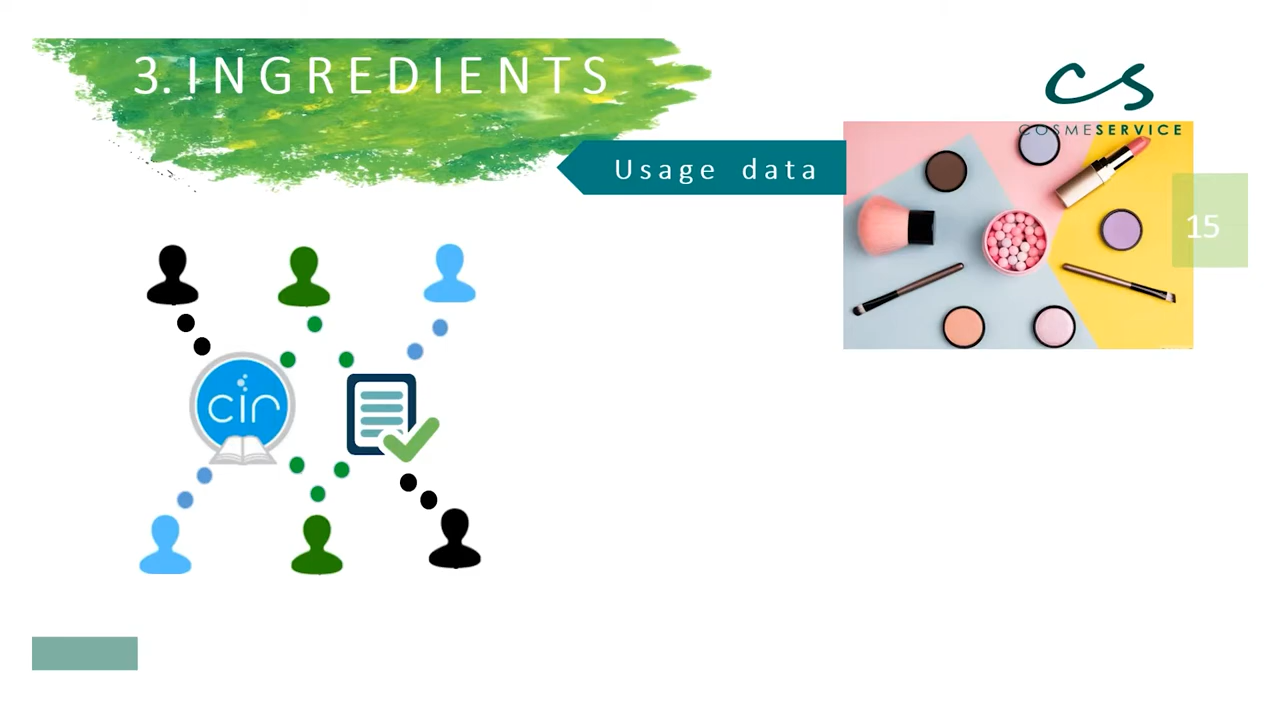 3. INGREDIENTS
CS
COSMESERVICE
Usage data
15
cir